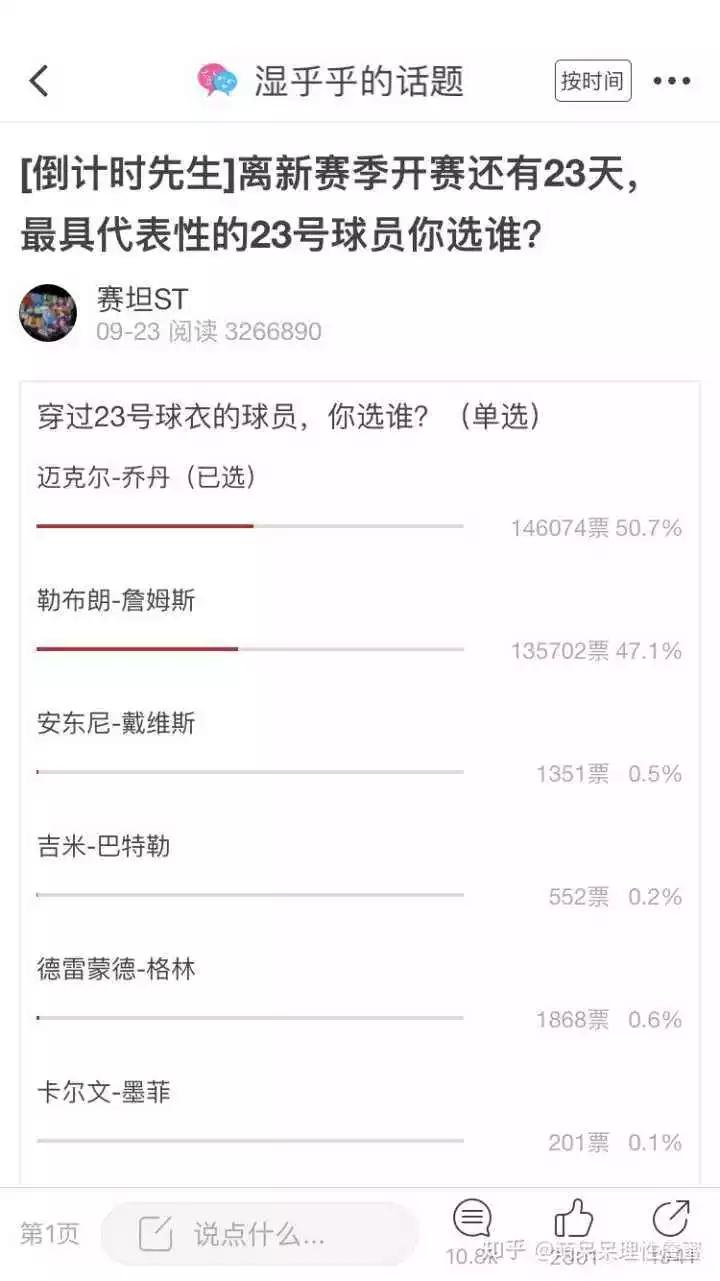 湿乎乎的话题
按时间
[倒计时先生]离新赛季开赛还有23天，
最具代表性的23号球员你选谁？
赛坦ST
09-23 阅读 3266890
穿过23号球衣的球员，你选谁？（单选）
迈克尔-乔丹（已选）
146074票 50.7%
勒布朗-詹姆斯
135702票 47.1%
安东尼-戴维斯
1351票 0.5%
吉米-巴特勒
552票 0.2%
德雷蒙德-格林
1868票 0.6%
卡尔文-墨菲
201票 0.1%
第1页
说点什么...
10.8k
知乎